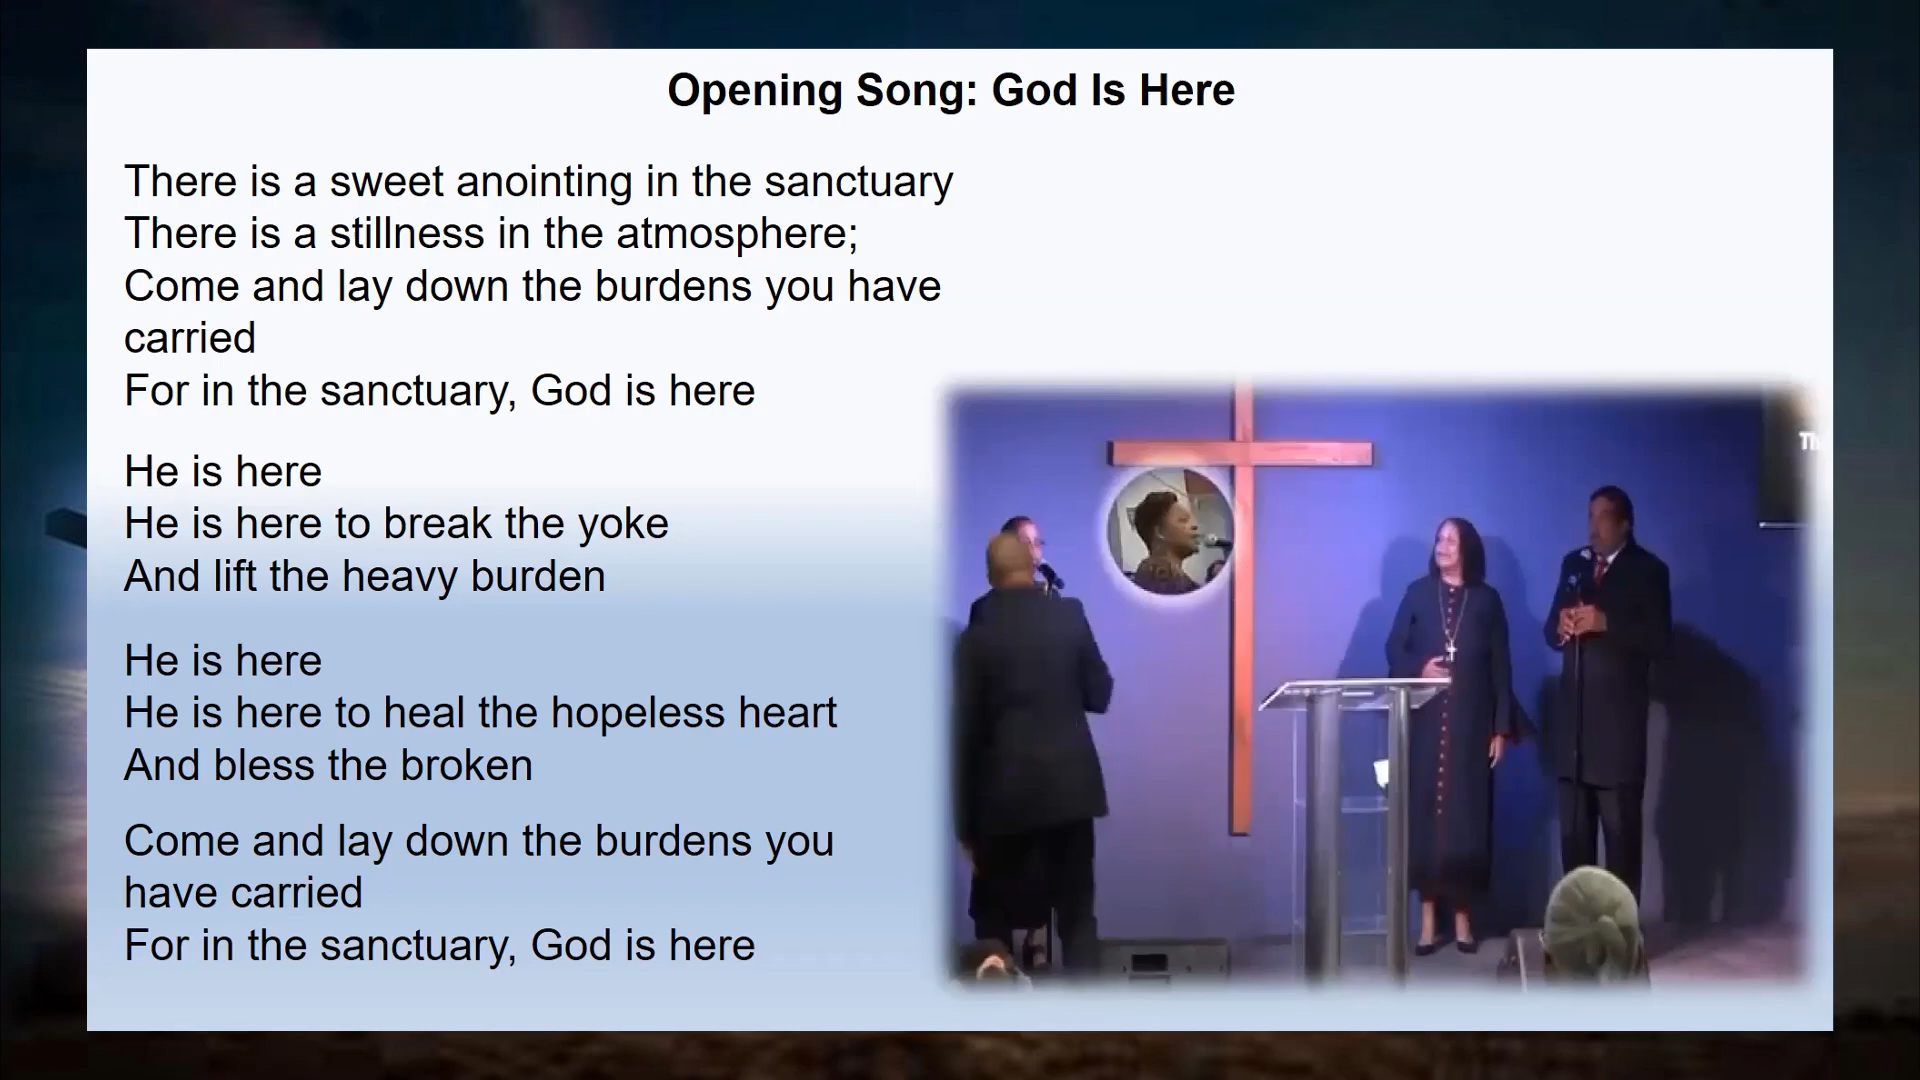 Opening Song: God Is Here
There is a sweet anointing in the sanctuary
There is a stillness in the atmosphere;
Come and lay down the burdens you have
carried
For in the sanctuary, God is here
He is here
He is here to break the yoke
And lift the heavy burden
He is here
He is here to heal the hopeless heart
And bless the broken
Come and lay down the burdens you
have carried
For in the sanctuary, God is here